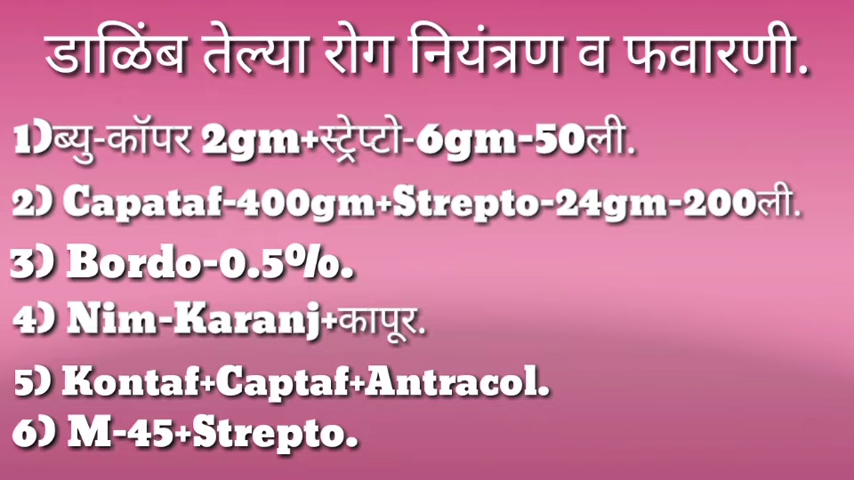 डाळिंब तेल्या रोग नियंत्रण व फवारणी.
1)ब्यु-कॉपर 2gm+स्ट्रेप्टो-6gm-50ली.
2) Capataf-400gm+Strepto-24gm-200ली.
3) Bordo-0.5%.
4) Nim-Karanj+कापूर.
5) Kontaf+Captaf+Antracol.
6) M-45+Strepto.